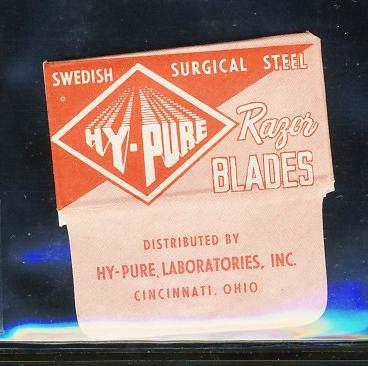 SWEDISH SURGICAL STEEL
HY-PURE
Razor
BLADES
DISTRIBUTED BY
HY-PURE, LABORATORIES, INC.
CINCINNATI, OHIO